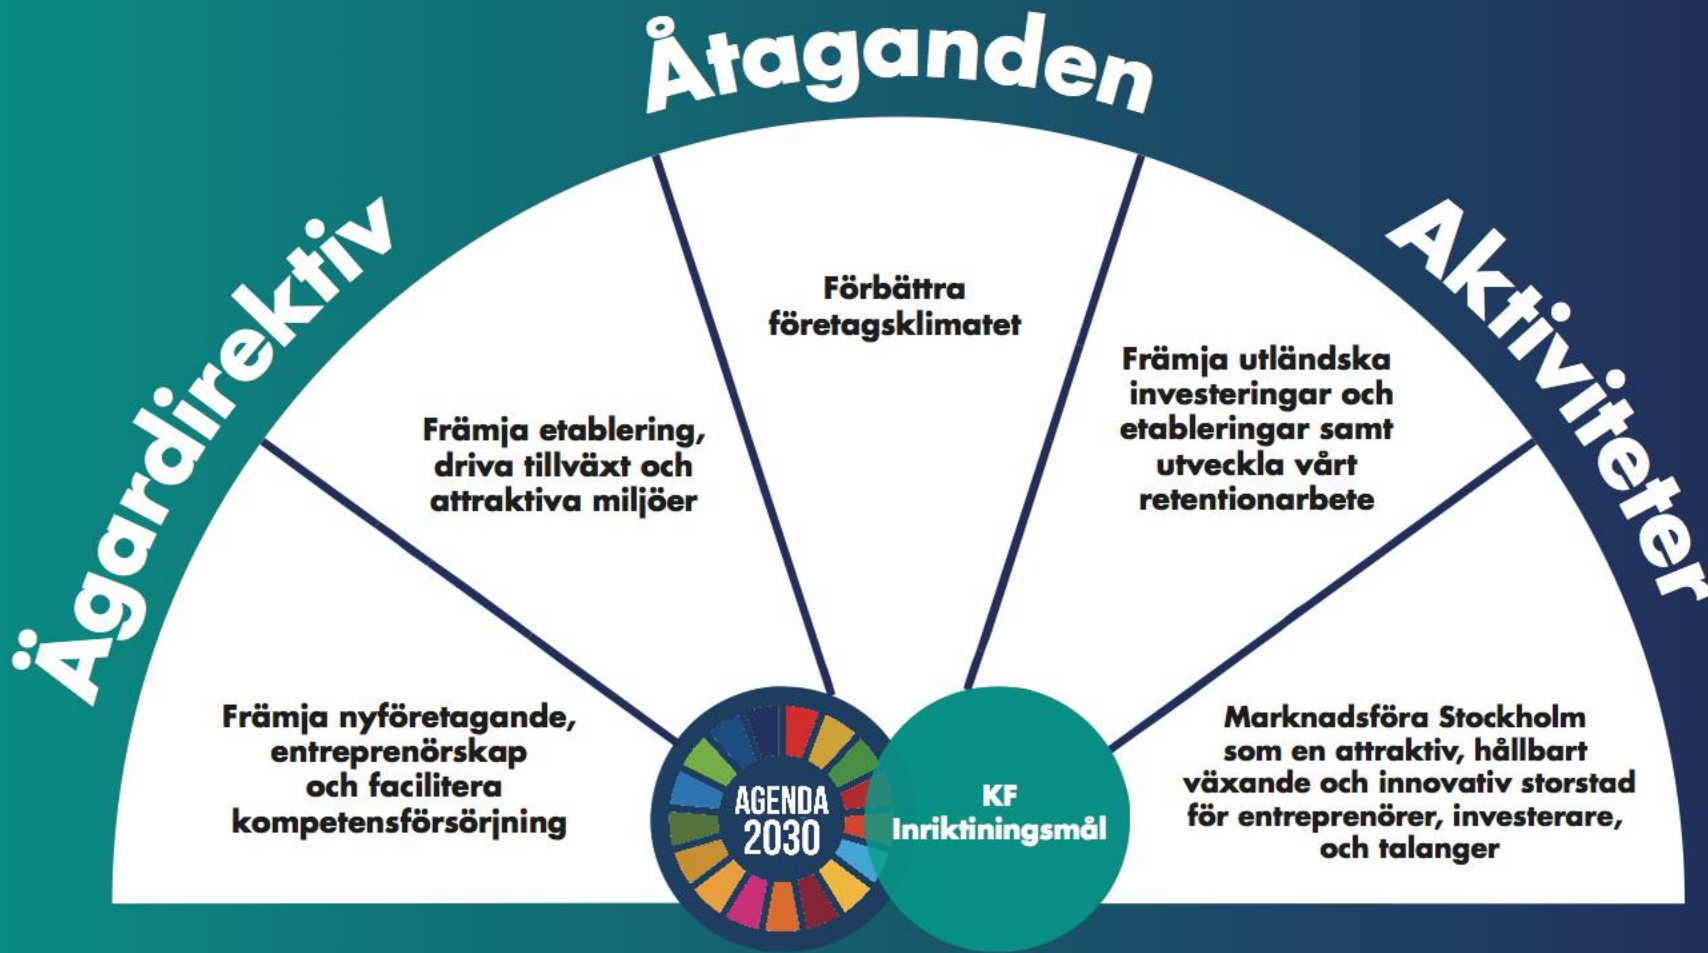 Åtaganden
Ägardirektiv
Aktiviteter
Främja nyföretagande,
entreprenörskap
och facilitera
kompetensförsörjning
Främja etablering,
driva tillväxt och
attraktiva miljöer
Förbättra
företagsklimatet
Främja utländska
investeringar och
etableringar samt
utveckla vårt
retentionarbete
Marknadsföra Stockholm
som en attraktiv, hållbart
växande och innovativ storstad
för entreprenörer, investerare,
och talanger
AGENDA
2030
KF
Inriktiningsmål